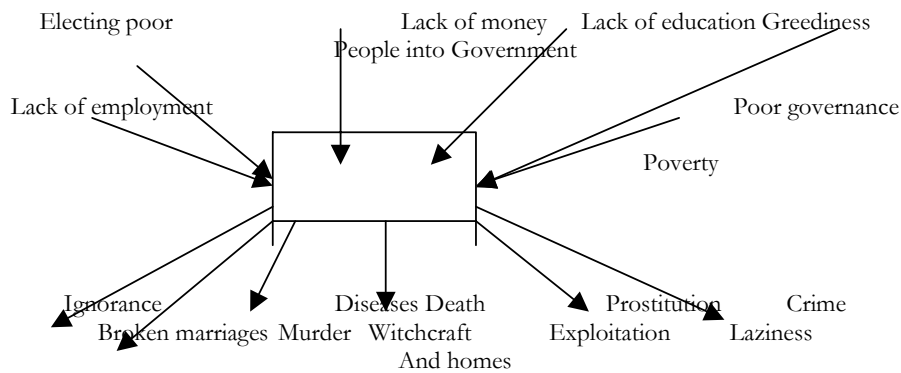 Electing poor Lack of money Lack of education Greediness
People into Government
Lack of employment Poor governance
Poverty
Ignorance Diseases Death Prostitution Crime
Broken marriages Murder Witchcraft Exploitation Laziness
And homes